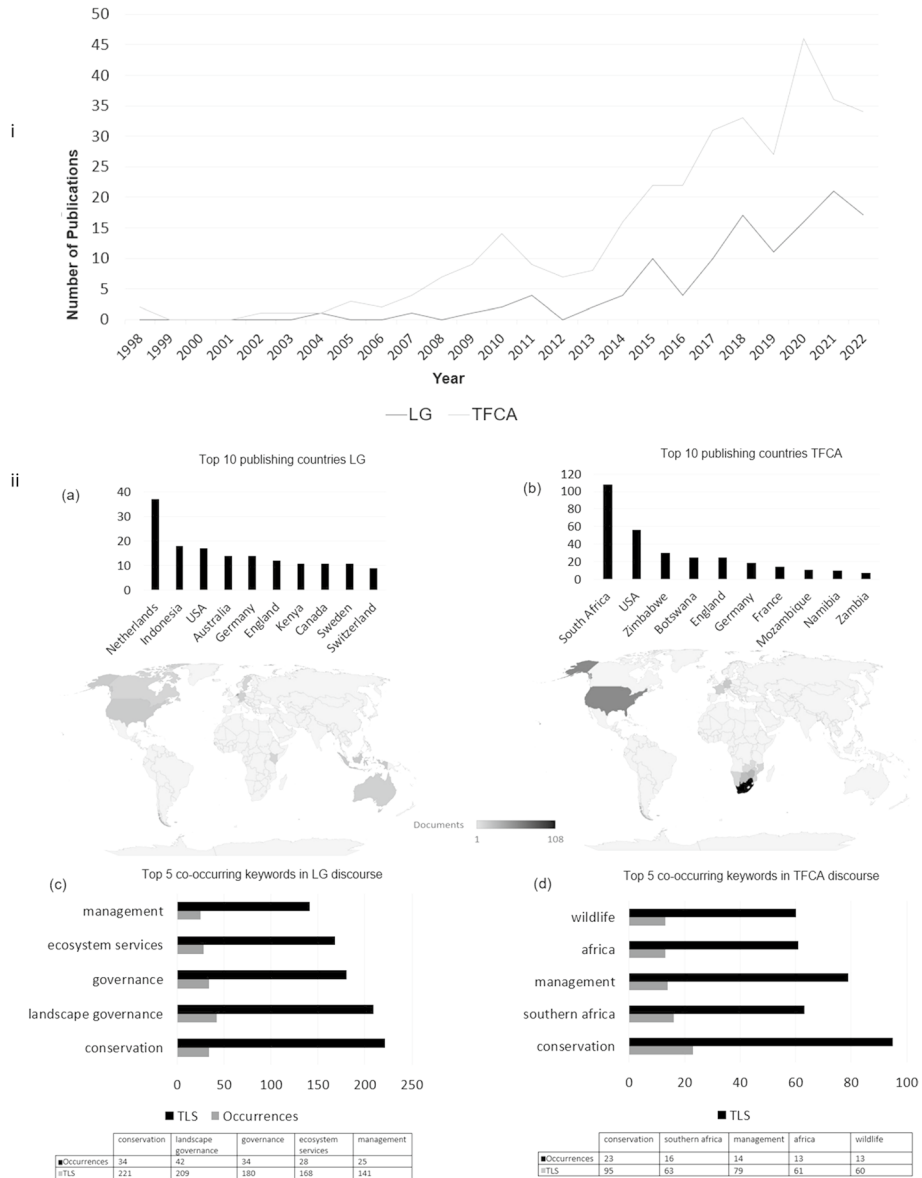 50
45
40
35
30
25
20
15
10
5
0
i
Number of Publications
1998 1999 2000 2001 2002 2003 2004 2005 2006 2007 2008 2009 2010 2011 2012 2013 2014 2015 2016 2017 2018 2019 2020 2021 2022
Year
LG TFCA
ii
Top 10 publishing countries LG
(a)
40
30
20
10
0
Netherlands Indonesia USA Australia Germany England Kenya Canada Sweden Switzerland
Top 10 publishing countries TFCA
(b)
120
100
80
60
40
20
0
South Africa USA Zimbabwe Botswana England Germany France Mozambique Namibia Zambia
Documents
1 108
(c)
Top 5 co-occurring keywords in LG discourse
management
ecosystem services
governance
landscape governance
conservation
0 50 100 150 200 250
TLS Occurrences
conservation landscape governance governance ecosystem services management
Occurrences 34 42 34 28 25
TLS 221 209 180 168 141
(d)
Top 5 co-occurring keywords in TFCA discourse
wildlife
africa
management
southern africa
conservation
0 20 40 60 80 100
TLS
conservation southern africa management africa wildlife
Occurrences 23 16 14 13 13
TLS 95 63 79 61 60